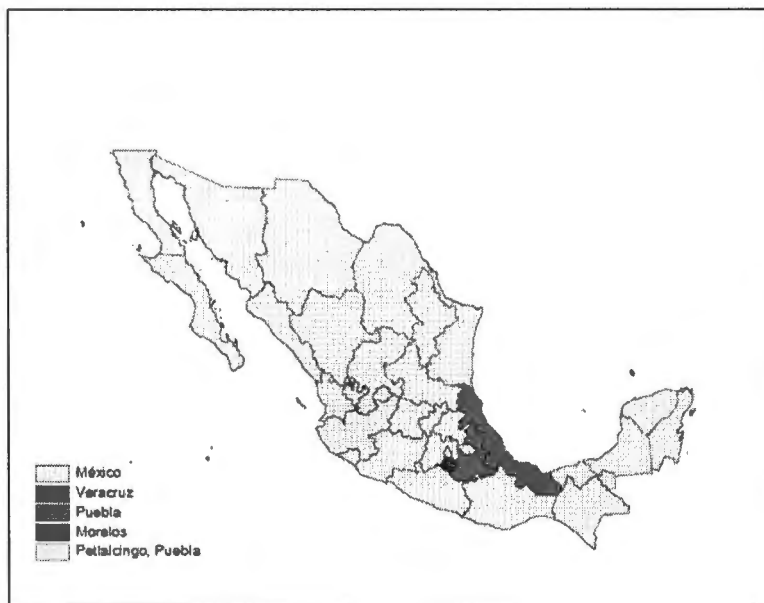 México
Veracruz
Puebla
Morelos
Petlalcingo, Puebla